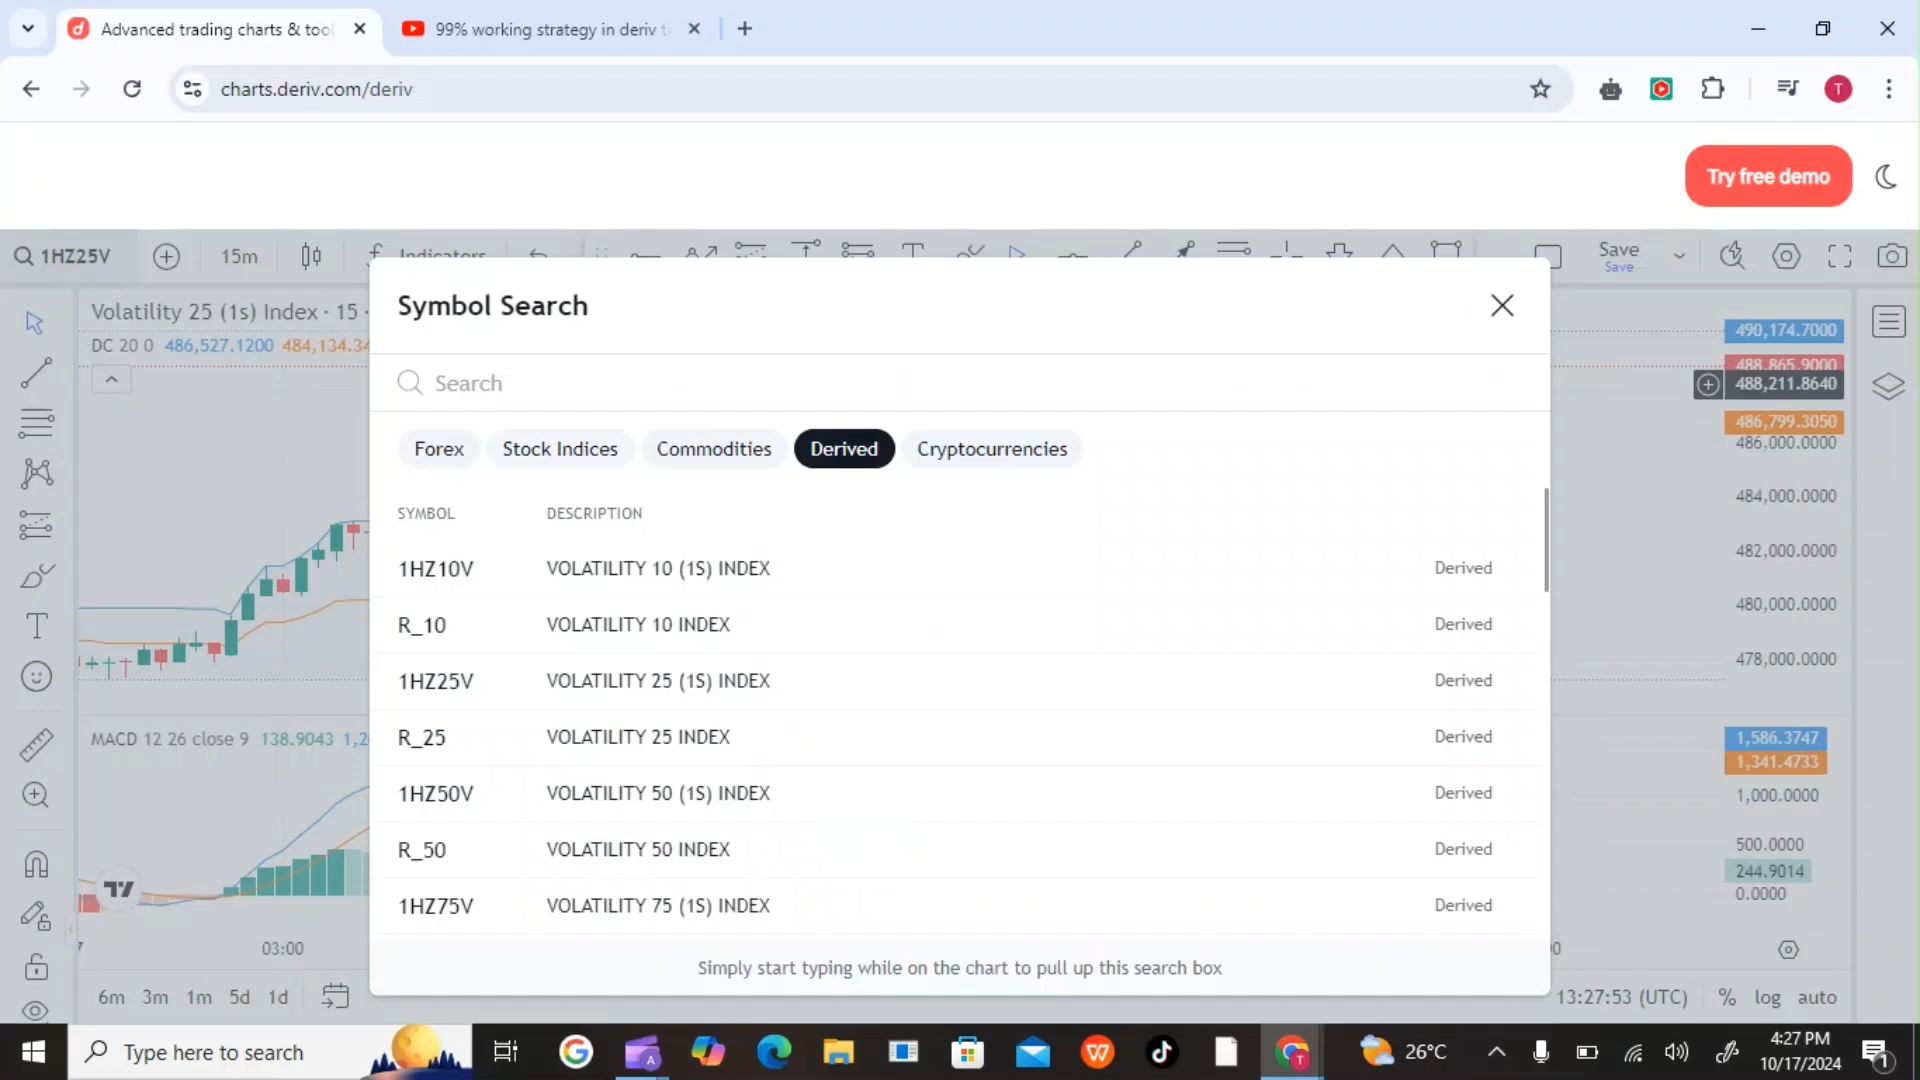 Advanced trading charts & tool
99% working strategy in deriv t
charts.deriv.com/deriv
T
Try free demo
1HZ25V
15m
Indicators
Save
Save
Symbol Search
Volatility 25 (1s) Index · 15 ·
DC 20 0 486,527.1200 484,134.34
490,174.7000
488,865.9000
488,211.8640
486,799.3050
486,000.0000
484,000.0000
482,000.0000
480,000.0000
478,000.0000
Search
Forex
Stock Indices
Commodities
Derived
Cryptocurrencies
SYMBOL DESCRIPTION
1HZ10V VOLATILITY 10 (1S) INDEX Derived
R_10 VOLATILITY 10 INDEX Derived
1HZ25V VOLATILITY 25 (1S) INDEX Derived
R_25 VOLATILITY 25 INDEX Derived
1HZ50V VOLATILITY 50 (1S) INDEX Derived
R_50 VOLATILITY 50 INDEX Derived
1HZ75V VOLATILITY 75 (1S) INDEX Derived
Simply start typing while on the chart to pull up this search box
MACD 12 26 close 9 138.9043 1,2
1,586.3747
1,341.4733
1,000.0000
500.0000
244.9014
0.0000
03:00
6m 3m 1m 5d 1d
13:27:53 (UTC) % log auto
Type here to search
26°C
4:27 PM
10/17/2024
1